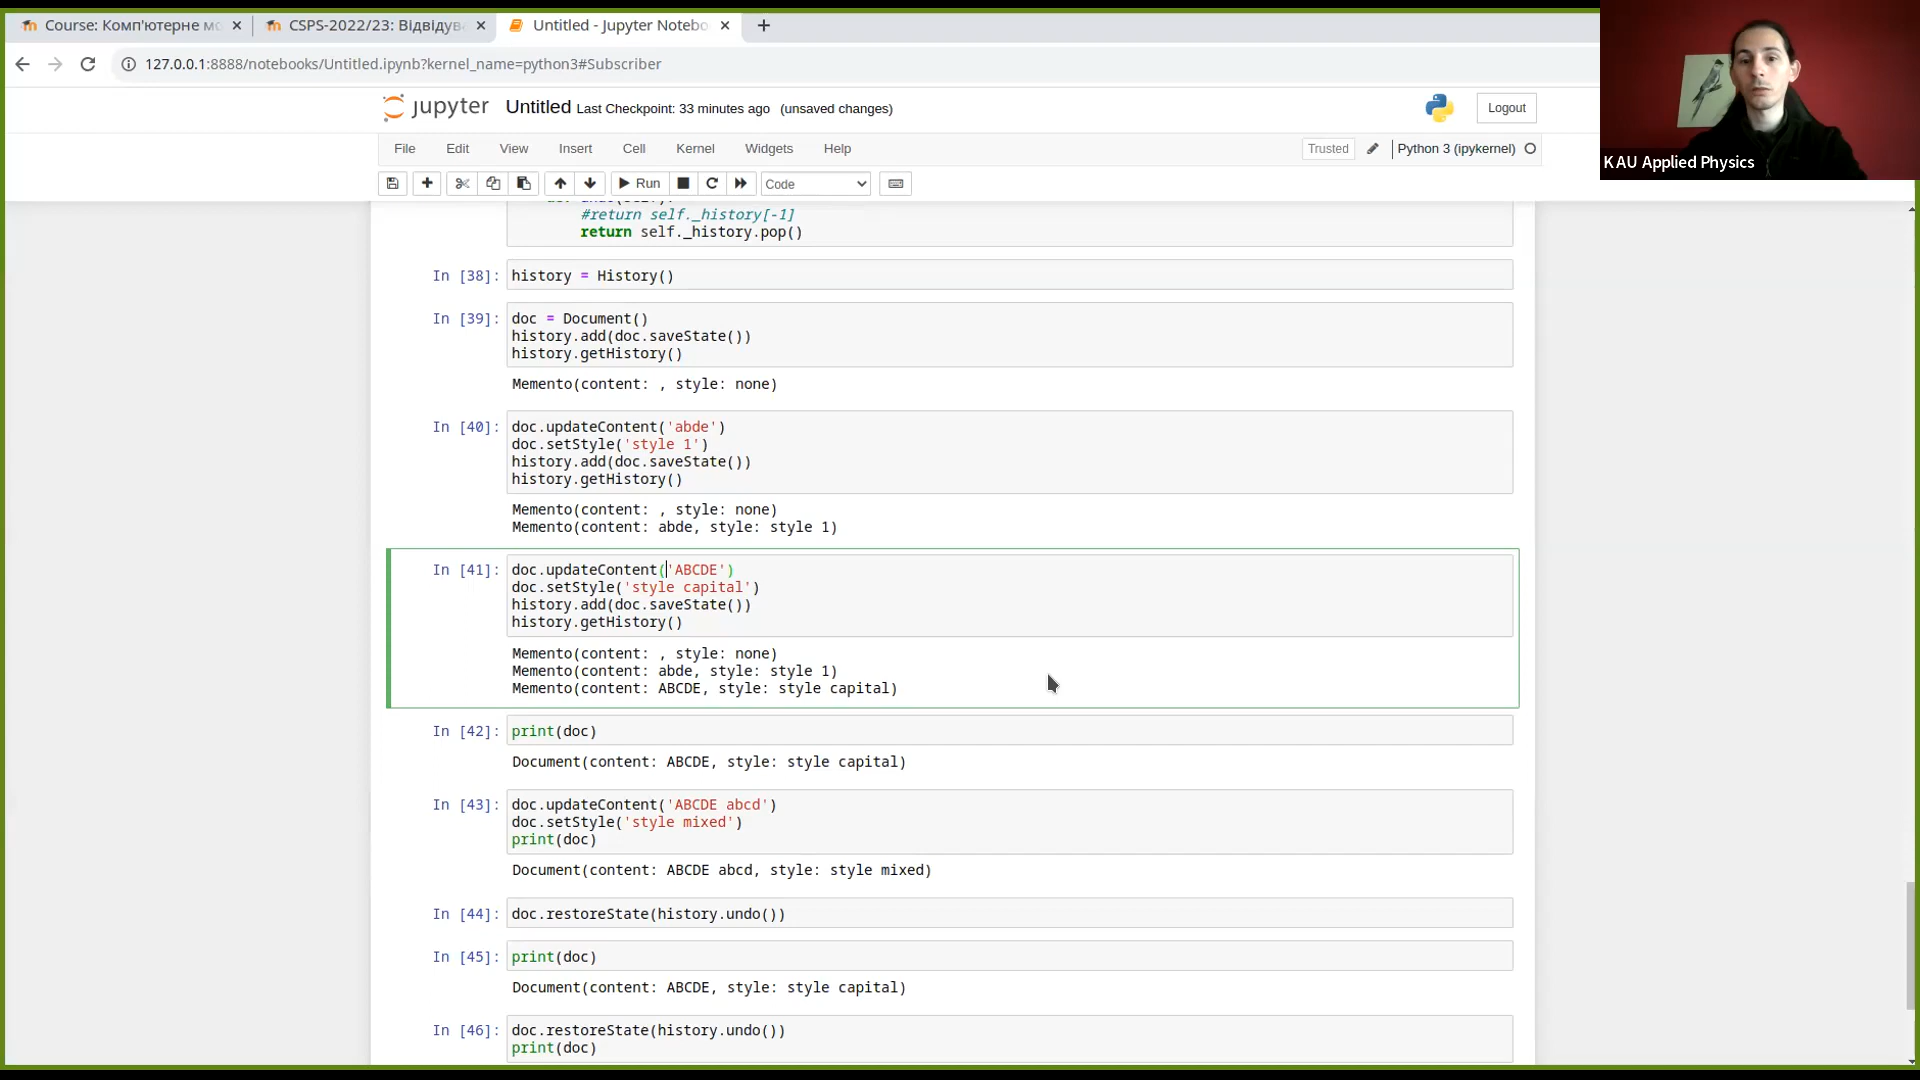 Course: Комп'ютерне мо
CSPS-2022/23: Відвідув
Untitled - Jupyter Notebo
127.0.0.1:8888/notebooks/Untitled.ipynb?kernel_name=python3#Subscriber
jupyter Untitled Last Checkpoint: 33 minutes ago (unsaved changes)
Logout
File Edit View Insert Cell Kernel Widgets Help
Trusted
Python 3 (ipykernel)
Run
Code
K AU Applied Physics
#return self._history[-1]
return self._history.pop()
In [38]: history = History()
In [39]: doc = Document()
history.add(doc.saveState())
history.getHistory()
Memento(content: , style: none)
In [40]: doc.updateContent('abde')
doc.setStyle('style 1')
history.add(doc.saveState())
history.getHistory()
Memento(content: , style: none)
Memento(content: abde, style: style 1)
In [41]: doc.updateContent('ABCDE')
doc.setStyle('style capital')
history.add(doc.saveState())
history.getHistory()
Memento(content: , style: none)
Memento(content: abde, style: style 1)
Memento(content: ABCDE, style: style capital)
In [42]: print(doc)
Document(content: ABCDE, style: style capital)
In [43]: doc.updateContent('ABCDE abcd')
doc.setStyle('style mixed')
print(doc)
Document(content: ABCDE abcd, style: style mixed)
In [44]: doc.restoreState(history.undo())
In [45]: print(doc)
Document(content: ABCDE, style: style capital)
In [46]: doc.restoreState(history.undo())
print(doc)